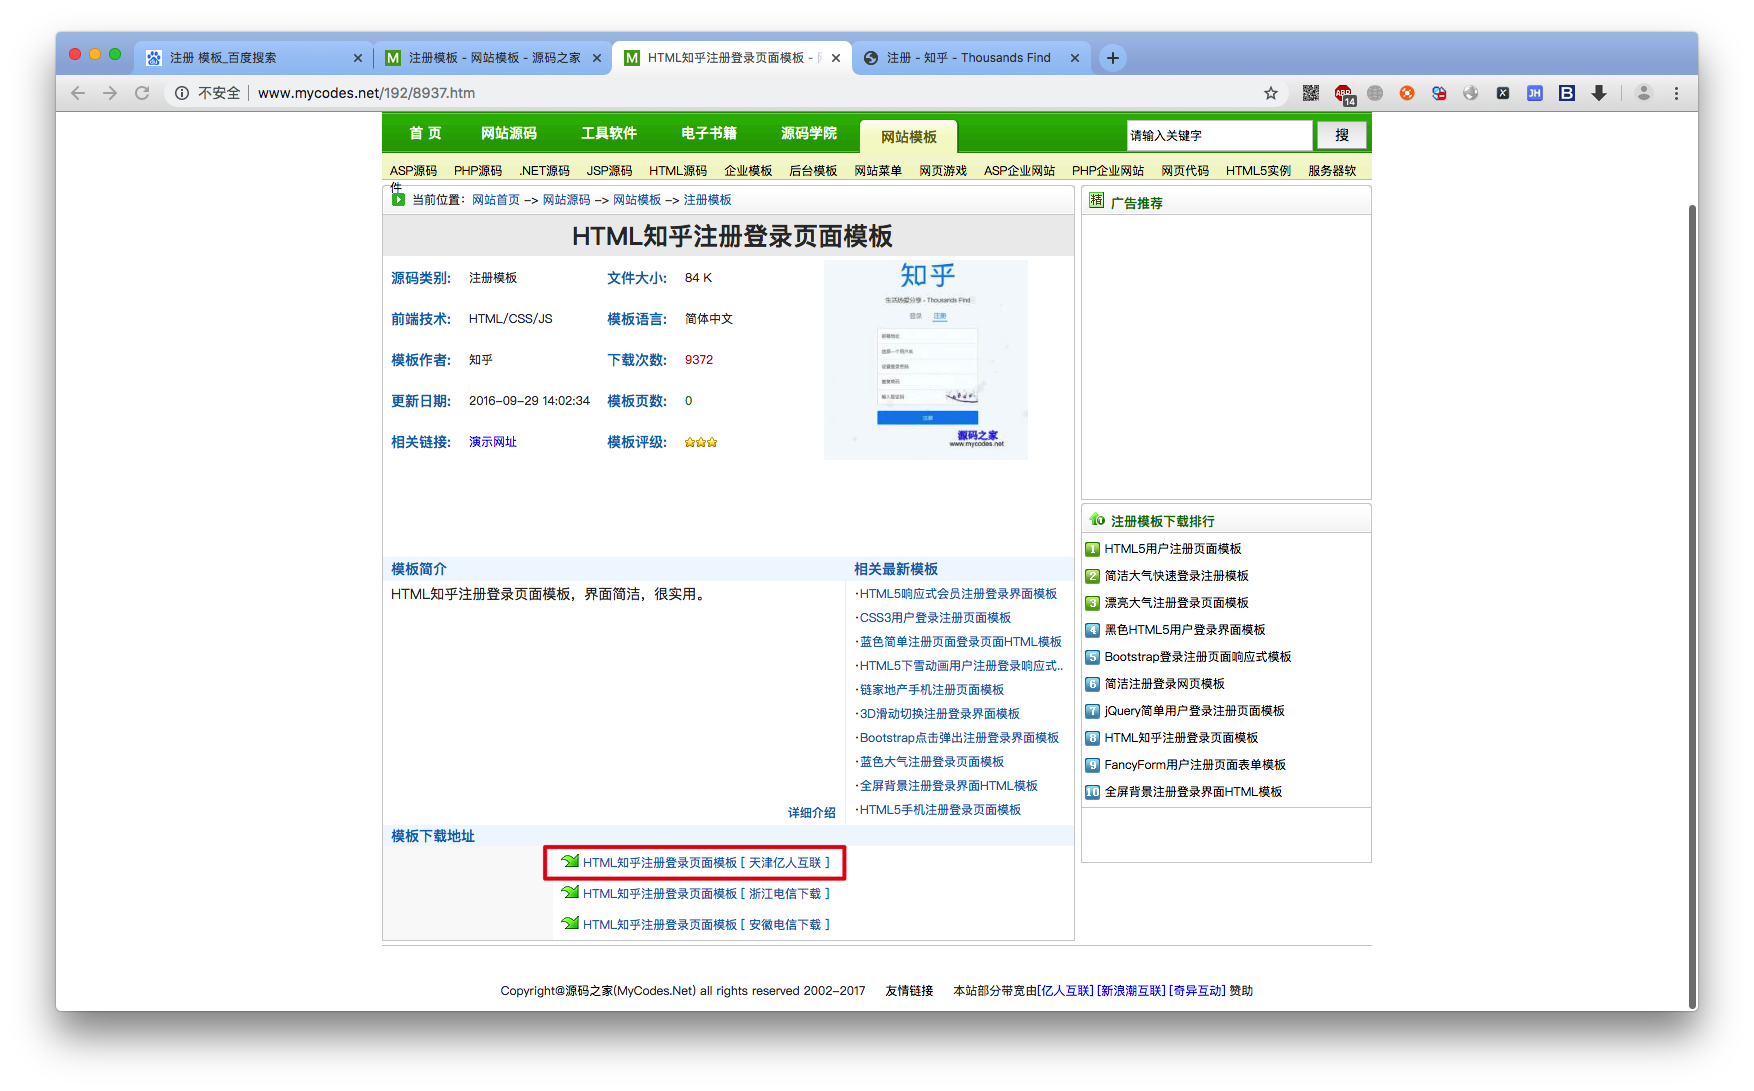 注册 模板_百度搜索
注册模板 - 网站模板 - 源码之家
HTML知乎注册登录页面模板 -
注册 - 知乎 - Thousands Find
不安全 www.mycodes.net/192/8937.htm
ABP 14
JH
B
首 页 网站源码 工具软件 电子书籍 源码学院 网站模板 请输入关键字 搜
ASP源码 PHP源码 .NET源码 JSP源码 HTML源码 企业模板 后台模板 网站菜单 网页游戏 ASP企业网站 PHP企业网站 网页代码 HTML5实例 服务器软
件
当前位置: 网站首页 -> 网站源码 -> 网站模板 -> 注册模板
HTML知乎注册登录页面模板
源码类别: 注册模板 文件大小: 84 K
前端技术: HTML/CSS/JS 模板语言: 简体中文
模板作者: 知乎 下载次数: 9372
更新日期: 2016-09-29 14:02:34 模板页数: 0
相关链接: 演示网址 模板评级:
知乎
生活热爱分享 - Thousands Find
登录 注册
注册
源码之家
www.mycodes.net
模板简介
HTML知乎注册登录页面模板，界面简洁，很实用。
详细介绍
相关最新模板
·HTML5响应式会员注册登录界面模板
·CSS3用户登录注册页面模板
·蓝色简单注册页面登录页面HTML模板
·HTML5下雪动画用户注册登录响应式..
·链家地产手机注册页面模板
·3D滑动切换注册登录界面模板
·Bootstrap点击弹出注册登录界面模板
·蓝色大气注册登录页面模板
·全屏背景注册登录界面HTML模板
·HTML5手机注册登录页面模板
模板下载地址
HTML知乎注册登录页面模板 [ 天津亿人互联 ]
HTML知乎注册登录页面模板 [ 浙江电信下载 ]
HTML知乎注册登录页面模板 [ 安徽电信下载 ]
广告推荐
注册模板下载排行
1 HTML5用户注册页面模板
2 简洁大气快速登录注册模板
3 漂亮大气注册登录页面模板
4 黑色HTML5用户登录界面模板
5 Bootstrap登录注册页面响应式模板
6 简洁注册登录网页模板
7 jQuery简单用户登录注册页面模板
8 HTML知乎注册登录页面模板
9 FancyForm用户注册页面表单模板
10 全屏背景注册登录界面HTML模板
Copyright@源码之家(MyCodes.Net) all rights reserved 2002-2017 友情链接 本站部分带宽由[亿人互联] [新浪潮互联] [奇异互动] 赞助